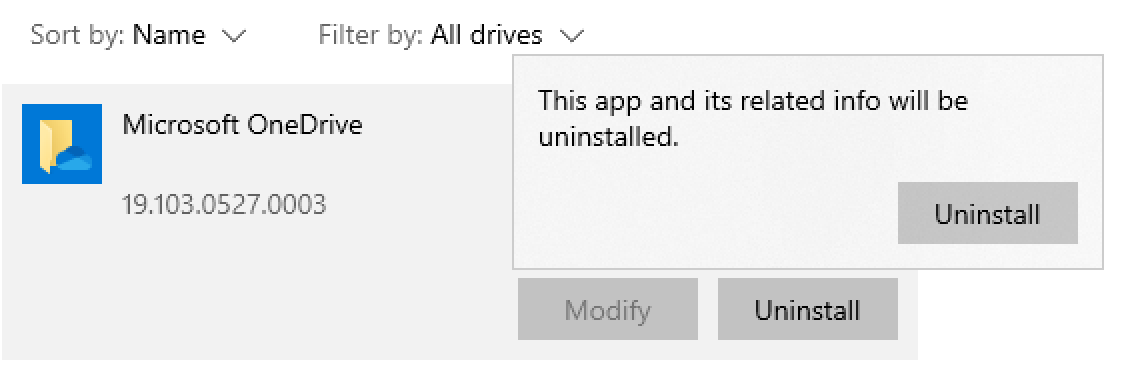 Sort by: Name Filter by: All drives
This app and its related info will be
uninstalled.
Uninstall
Microsoft OneDrive
19.103.0527.0003
Modify Uninstall